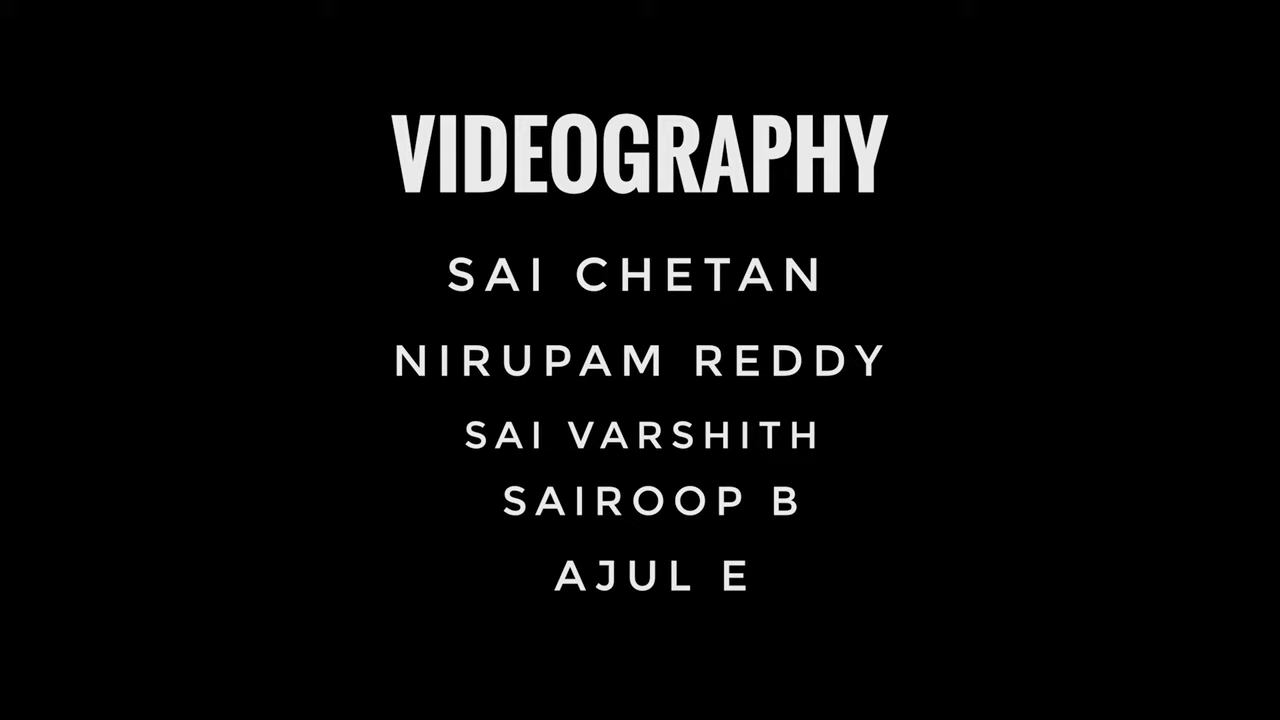 VIDEOGRAPHY
SAI CHETAN
NIRUPAM REDDY
SAI VARSHITH
SAIROOP B
AJUL E